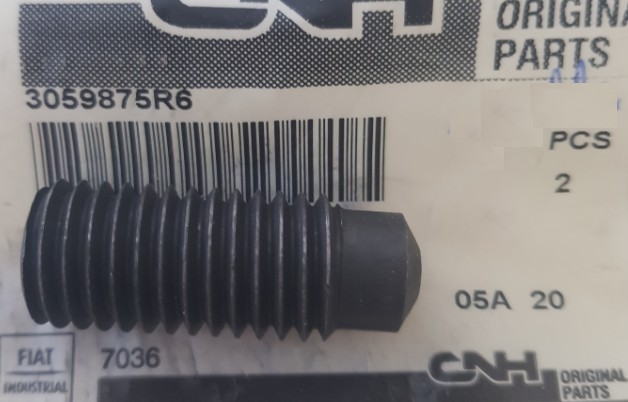 CNH ORIGINAL
PARTS
3059875R6
PCS
2
05A 20
FIAT
INDUSTRIAL
7036
CNH ORIGINAL
PARTS